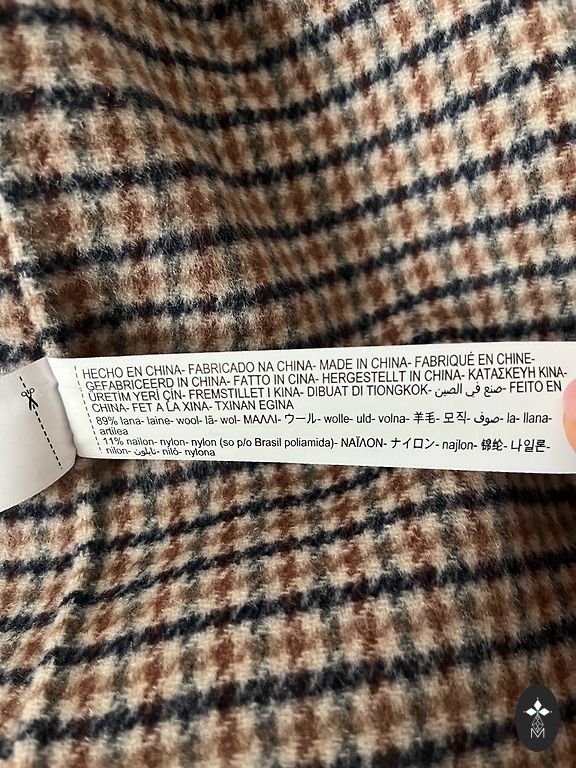 HECHO EN CHINA- FABRICADO NA CHINA- MADE IN CHINA- FABRIQUÉ EN CHINE-
GEFABRICEERD IN CHINA- FATTO IN CINA- HERGESTELLT IN CHINA- ΚΑΤΑΣΚΕΥΗ ΚΙΝΑ-
ÜRETİM YERİ ÇİN- FREMSTILLET I KINA- DIBUAT DI TIONGKOK- صنع في الصين- FEITO EN
CHINA- FET A LA XINA- TXINAN EGINA
89% lana- laine- wool- lã- wol- ΜΑΛΛΙ- ウール- wolle- uld- volna- 羊毛- 모직- صوف- la- llana-
artilea
11% nailon- nylon- nylon (so p/o Brasil poliamida)- ΝΑΪΛΟΝ- ナイロン- najlon- 锦纶- 나일론-
nilon- نايلون- niló- nylona
M